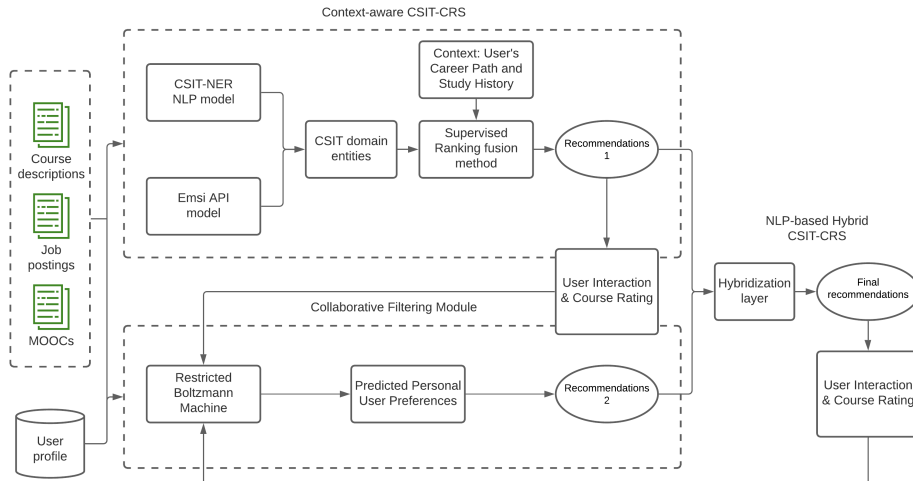 Context-aware CSIT-CRS
Course
descriptions
Job
postings
MOOCs
User
profile
CSIT-NER
NLP model
Emsi API
model
CSIT domain
entities
Context: User's
Career Path and
Study History
Supervised
Ranking fusion
method
Recommendations
1
User Interaction
& Course Rating
Collaborative Filtering Module
Restricted
Boltzmann
Machine
Predicted Personal
User Preferences
Recommendations
2
NLP-based Hybrid
CSIT-CRS
Hybridization
layer
Final
recommendations
User Interaction
& Course Rating